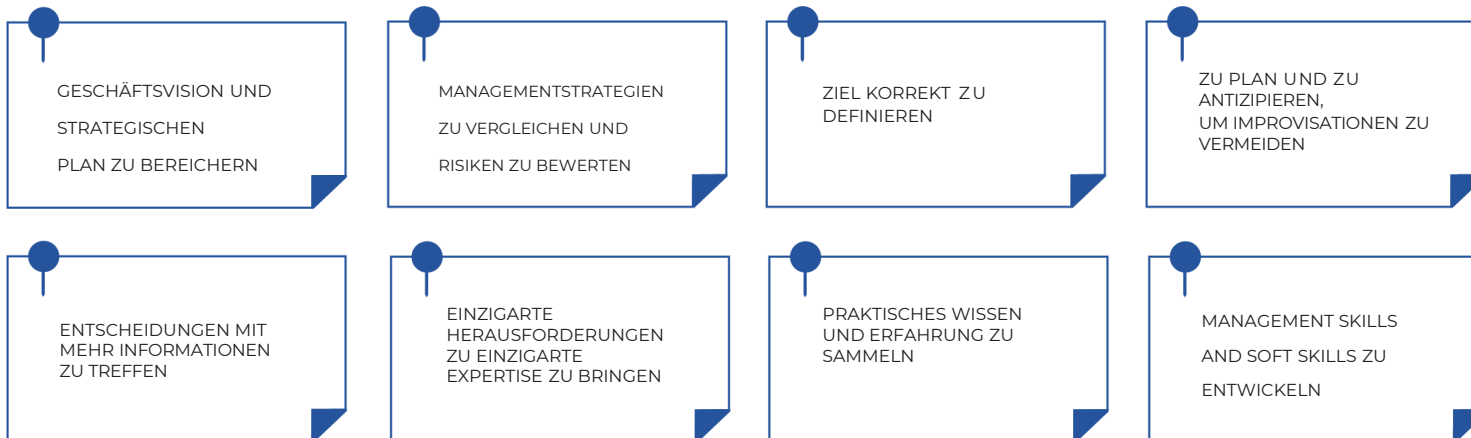 GESCHÄFTSVISION UND
STRATEGISCHEN
PLAN ZU BEREICHERN
MANAGEMENTSTRATEGIEN
ZU VERGLEICHEN UND
RISIKEN ZU BEWERTEN
ZIEL KORREKT ZU
DEFINIEREN
ZU PLAN UND ZU
ANTIZIPIEREN,
UM IMPROVISATIONEN ZU
VERMEIDEN
ENTSCHEIDUNGEN MIT
MEHR INFORMATIONEN
ZU TREFFEN
EINZIGARTE
HERAUSFORDERUNGEN
ZU EINZIGARTE
EXPERTISE ZU BRINGEN
PRAKTISCHES WISSEN
UND ERFAHRUNG ZU
SAMMELN
MANAGEMENT SKILLS
AND SOFT SKILLS ZU
ENTWICKELN